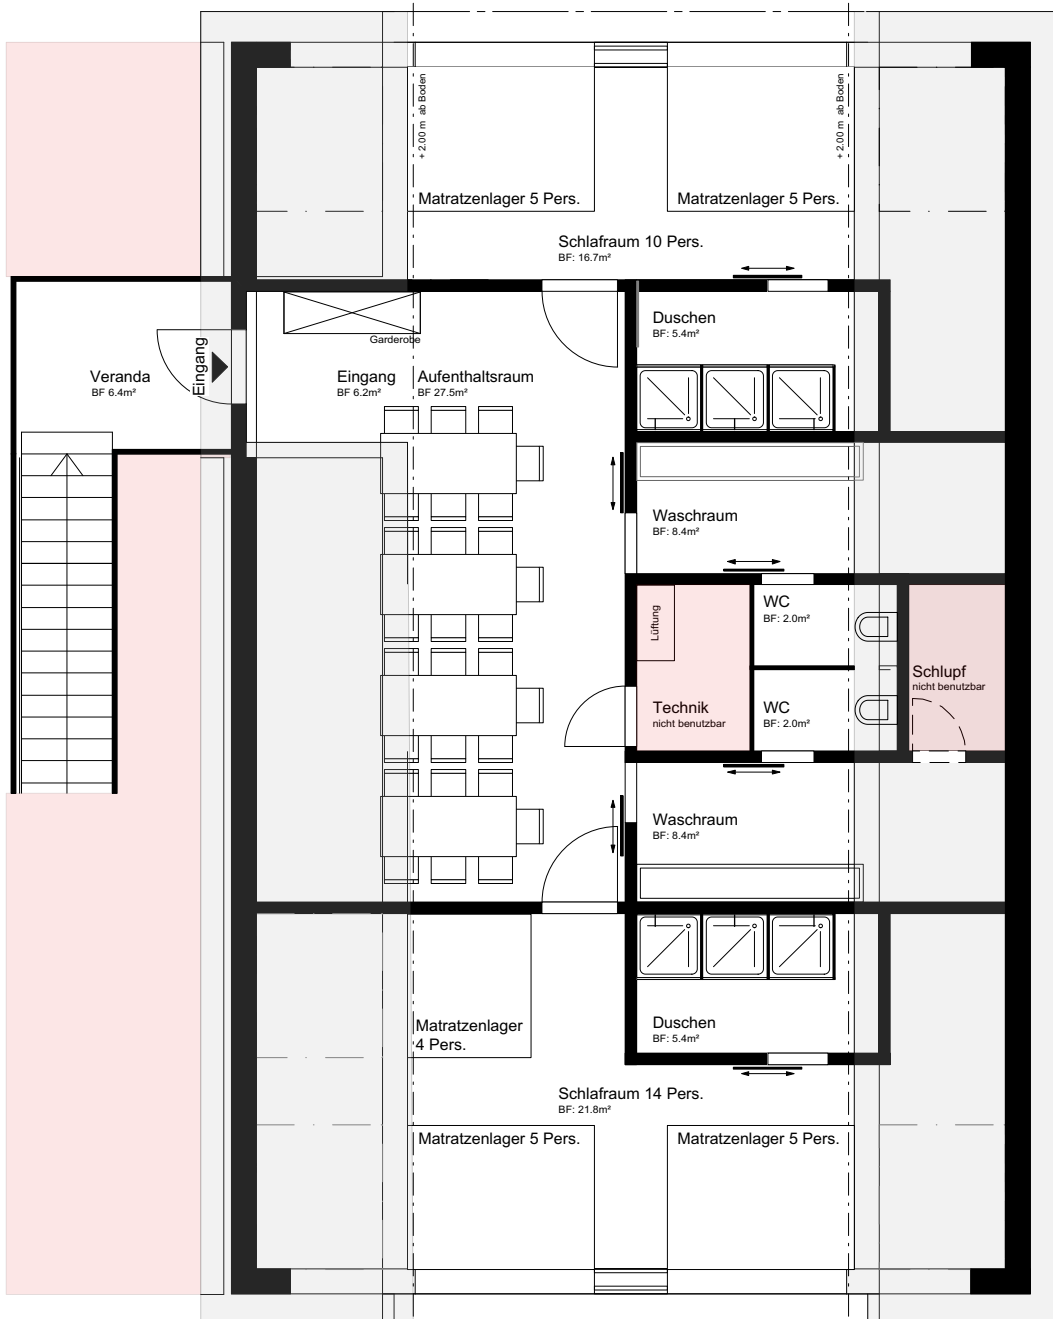 + 2.00 m  ab Boden
+ 2.00 m  ab Boden
Matratzenlager 5 Pers.
Matratzenlager 5 Pers.
Schlafraum 10 Pers.
BF: 16.7m²
Duschen
BF: 5.4m²
Garderobe
Eingang
Veranda
BF 6.4m²
Eingang
BF 6.2m²
Aufenthaltsraum
BF 27.5m²
Waschraum
BF: 8.4m²
WC
BF: 2.0m²
Lüftung
Schlupf
nicht benutzbar
Technik
nicht benutzbar
WC
BF: 2.0m²
Waschraum
BF: 8.4m²
Matratzenlager
4 Pers.
Duschen
BF: 5.4m²
Schlafraum 14 Pers.
BF: 21.8m²
Matratzenlager 5 Pers.
Matratzenlager 5 Pers.